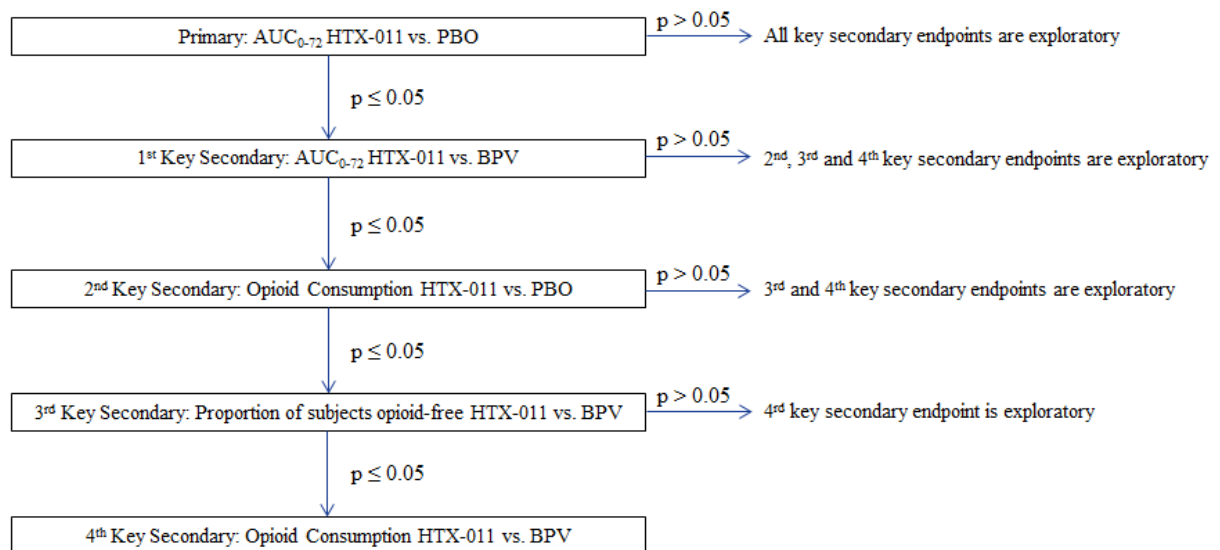 Primary: AUC₀₋₇₂ HTX-011 vs. PBO
p > 0.05
All key secondary endpoints are exploratory
p ≤ 0.05
1ˢᵗ Key Secondary: AUC₀₋₇₂ HTX-011 vs. BPV
p > 0.05
2ⁿᵈ, 3ʳᵈ and 4ᵗʰ key secondary endpoints are exploratory
p ≤ 0.05
2ⁿᵈ Key Secondary: Opioid Consumption HTX-011 vs. PBO
p > 0.05
3ʳᵈ and 4ᵗʰ key secondary endpoints are exploratory
p ≤ 0.05
3ʳᵈ Key Secondary: Proportion of subjects opioid-free HTX-011 vs. BPV
p > 0.05
4ʳᵈ key secondary endpoint is exploratory
p ≤ 0.05
4ᵗʰ Key Secondary: Opioid Consumption HTX-011 vs. BPV